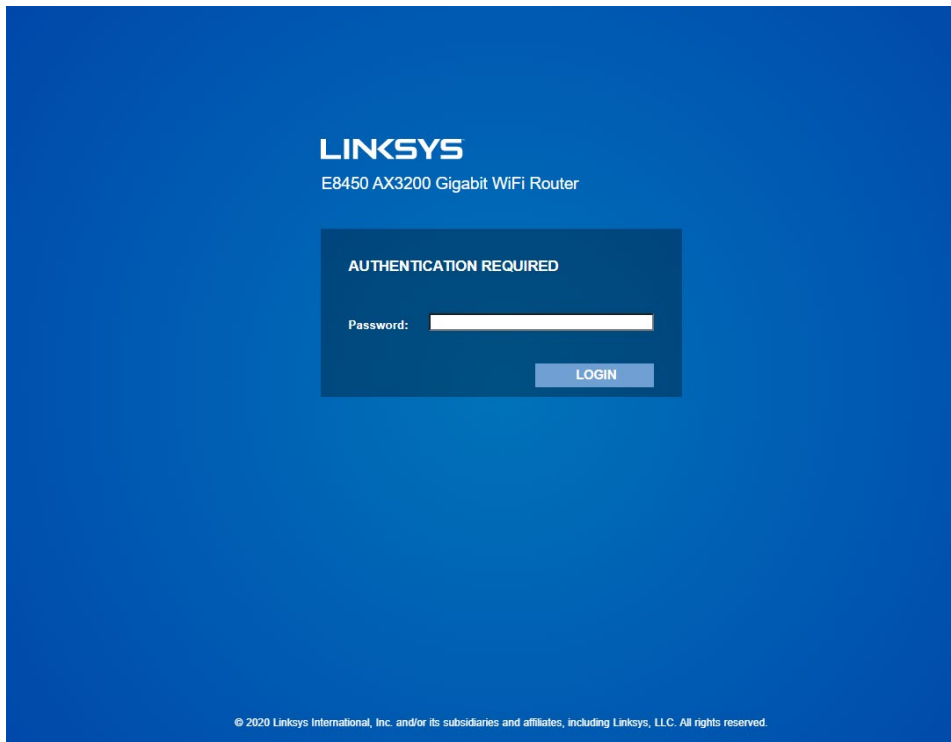 LINKSYS
E8450 AX3200 Gigabit WiFi Router
AUTHENTICATION REQUIRED
Password:
LOGIN
© 2020 Linksys International, Inc. and/or its subsidiaries and affiliates, including Linksys, LLC. All rights reserved.